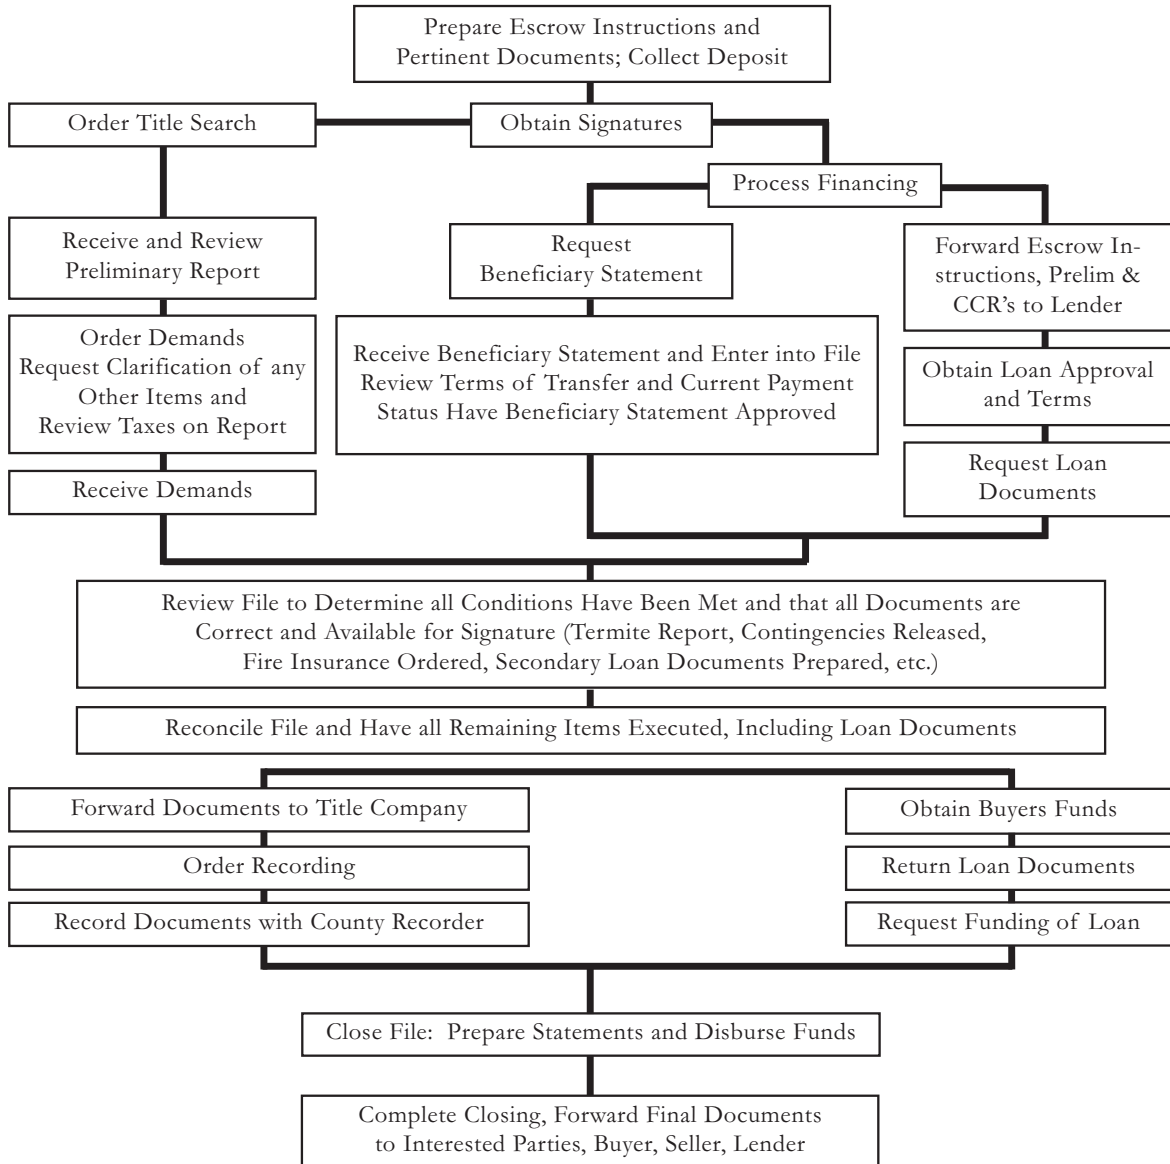 Prepare Escrow Instructions and
Pertinent Documents; Collect Deposit
Order Title Search
Obtain Signatures
Process Financing
Receive and Review
Preliminary Report
Request
Beneficiary Statement
Forward Escrow In-
structions, Prelim &
CCR's to Lender
Order Demands
Request Clarification of any
Other Items and
Review Taxes on Report
Receive Beneficiary Statement and Enter into File
Review Terms of Transfer and Current Payment
Status Have Beneficiary Statement Approved
Obtain Loan Approval
and Terms
Receive Demands
Request Loan
Documents
Review File to Determine all Conditions Have Been Met and that all Documents are
Correct and Available for Signature (Termite Report, Contingencies Released,
Fire Insurance Ordered, Secondary Loan Documents Prepared, etc.)
Reconcile File and Have all Remaining Items Executed, Including Loan Documents
Forward Documents to Title Company
Obtain Buyers Funds
Order Recording
Return Loan Documents
Record Documents with County Recorder
Request Funding of Loan
Close File:  Prepare Statements and Disburse Funds
Complete Closing, Forward Final Documents
to Interested Parties, Buyer, Seller, Lender